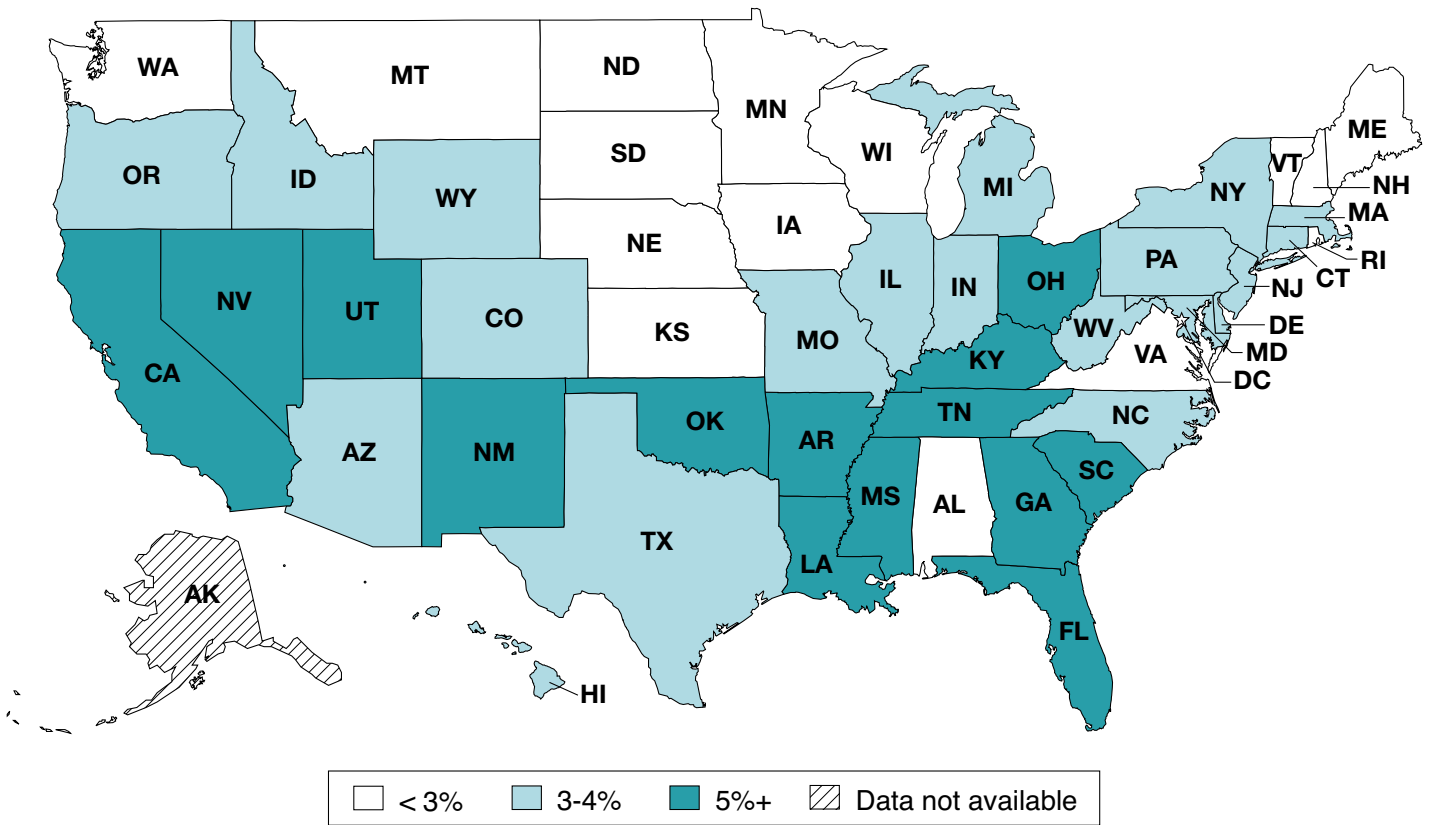 WA
MT
ND
MN
ME
OR
ID
SD
WI
VT
NH
WY
MI
NY
MA
NE
IA
RI
CT
PA
NJ
NV
UT
CO
KS
MO
IL
IN
OH
WV
DE
MD
VA
DC
CA
KY
AZ
NM
OK
AR
TN
NC
SC
MS
AL
GA
TX
LA
AK
FL
HI
< 3% 3-4% 5%+ Data not available